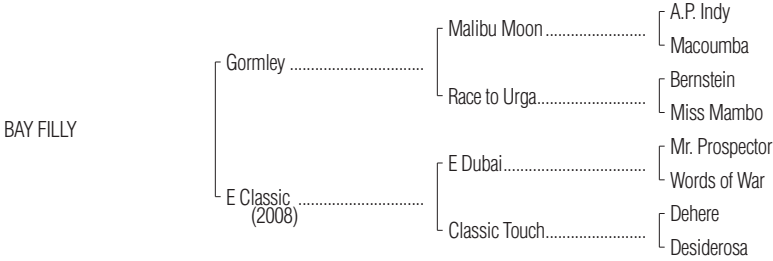 A.P. Indy
Malibu Moon ..........................
Macoumba
Gormley ...................................
Bernstein
Race to Urga............................
Miss Mambo
BAY FILLY
Mr. Prospector
E Dubai.....................................
Words of War
E Classic ................................
(2008)
Dehere
Classic Touch..........................
Desiderosa